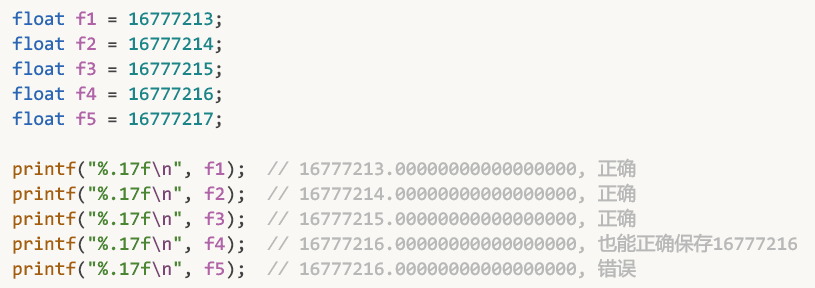 float f1 = 16777213;
float f2 = 16777214;
float f3 = 16777215;
float f4 = 16777216;
float f5 = 16777217;
printf("%.17f\n", f1);  // 16777213.00000000000000000, 正确
printf("%.17f\n", f2);  // 16777214.00000000000000000, 正确
printf("%.17f\n", f3);  // 16777215.00000000000000000, 正确
printf("%.17f\n", f4);  // 16777216.00000000000000000, 也能正确保存16777216
printf("%.17f\n", f5);  // 16777216.00000000000000000, 错误